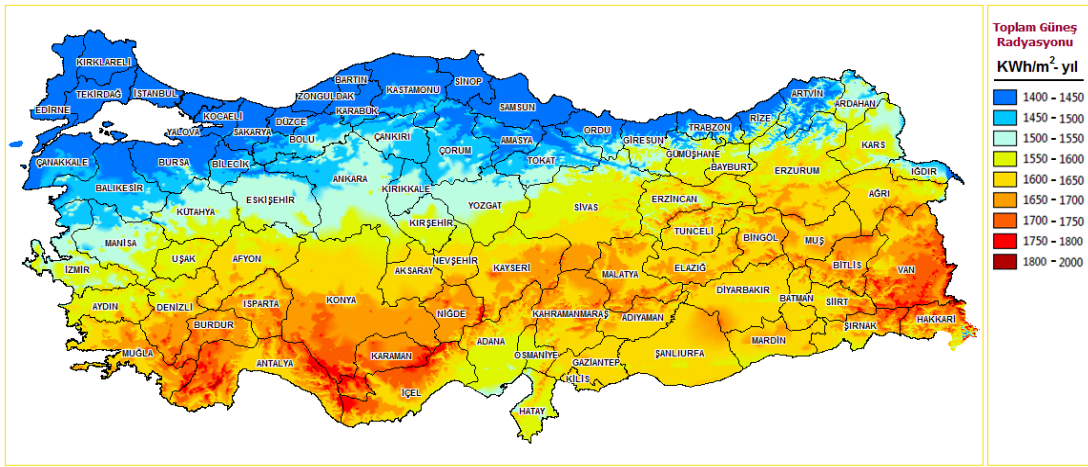 Toplam Güneş
Radyasyonu
KWh/m²- yıl
1400 - 1450
1450 - 1500
1500 - 1550
1550 - 1600
1600 - 1650
1650 - 1700
1700 - 1750
1750 - 1800
1800 - 2000
KIRKLARELİ
TEKİRDAĞ
İSTANBUL
EDİRNE
KOCAELİ
YALOVA
SAKARYA
DÜZCE
ZONGULDAK
BARTIN
KARABÜK
KASTAMONU
SİNOP
SAMSUN
BOLU
ÇANKIRI
ÇORUM
AMASYA
ORDU
TOKAT
GİRESUN
TRABZON
RİZE
ARTVİN
ARDAHAN
KARS
GÜMÜŞHANE
BAYBURT
ERZURUM
IĞDIR
AĞRI
ÇANAKKALE
BURSA
BİLECİK
BALIKESİR
KÜTAHYA
ESKİŞEHİR
ANKARA
KIRIKKALE
YOZGAT
KIRŞEHİR
SİVAS
ERZİNCAN
TUNCELİ
BİNGÖL
MUŞ
BİTLİS
VAN
MANİSA
İZMİR
UŞAK
AFYON
AKSARAY
NEVŞEHİR
KAYSERİ
MALATYA
ELAZIĞ
DİYARBAKIR
BATMAN
SİİRT
ŞIRNAK
HAKKARİ
AYDIN
DENİZLİ
ISPARTA
BURDUR
KONYA
NİĞDE
KAHRAMANMARAŞ
ADIYAMAN
MARDİN
ŞANLIURFA
MUĞLA
ANTALYA
KARAMAN
İÇEL
ADANA
OSMANİYE
GAZİANTEP
KİLİS
HATAY